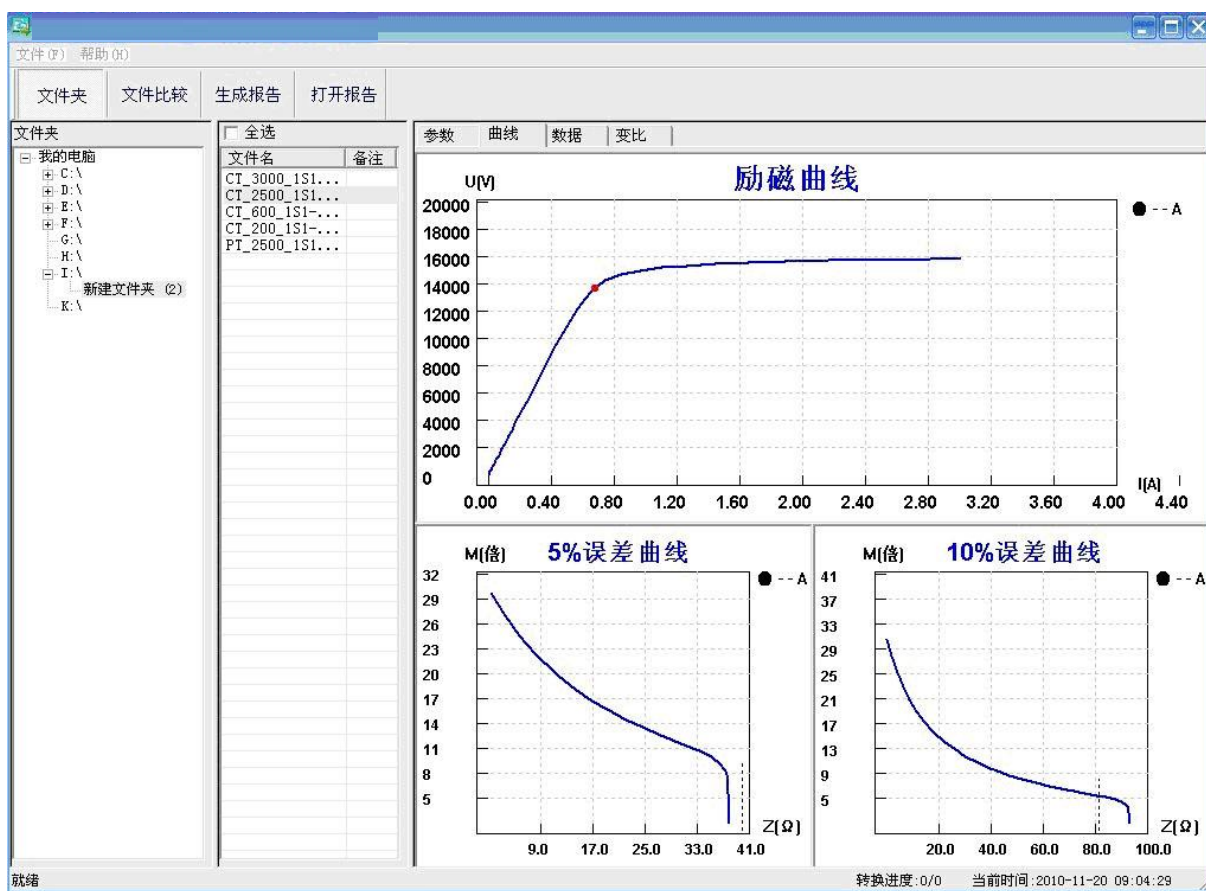 文件(F) 帮助(H)
文件夹 文件比较 生成报告 打开报告
文件夹
我的电脑
C:\
D:\
E:\
F:\
G:\
H:\
I:\
新建文件夹 (2)
K:\
全选
文件名 备注
CT_3000_1S1...
CT_2500_1S1...
CT_600_1S1-...
CT_200_1S1-...
PT_2500_1S1...
参数 曲线 数据 变比
励磁曲线
U(V)
A
20000
18000
16000
14000
12000
10000
8000
6000
4000
2000
0
0.00 0.40 0.80 1.20 1.60 2.00 2.40 2.80 3.20 3.60 4.00 4.40
I(A)
5%误差曲线
M(倍)
A
32
29
26
23
20
17
14
11
8
5
Z(Ω)
9.0 17.0 25.0 33.0 41.0
10%误差曲线
M(倍)
A
41
37
33
29
25
21
17
13
9
5
Z(Ω)
20.0 40.0 60.0 80.0 100.0
就绪
转换进度:0/0 当前时间:2010-11-20 09:04:29